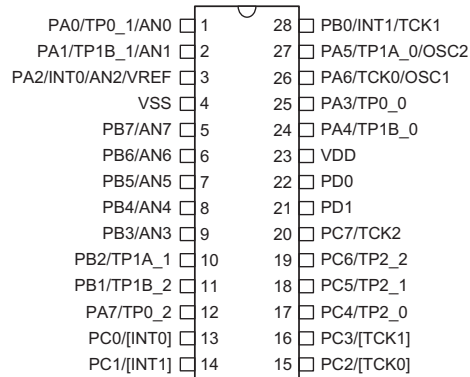 PA0/TP0_1/AN0 1 28 PB0/INT1/TCK1
PA1/TP1B_1/AN1 2 27 PA5/TP1A_0/OSC2
PA2/INT0/AN2/VREF 3 26 PA6/TCK0/OSC1
VSS 4 25 PA3/TP0_0
PB7/AN7 5 24 PA4/TP1B_0
PB6/AN6 6 23 VDD
PB5/AN5 7 22 PD0
PB4/AN4 8 21 PD1
PB3/AN3 9 20 PC7/TCK2
PB2/TP1A_1 10 19 PC6/TP2_2
PB1/TP1B_2 11 18 PC5/TP2_1
PA7/TP0_2 12 17 PC4/TP2_0
PC0/[INT0] 13 16 PC3/[TCK1]
PC1/[INT1] 14 15 PC2/[TCK0]